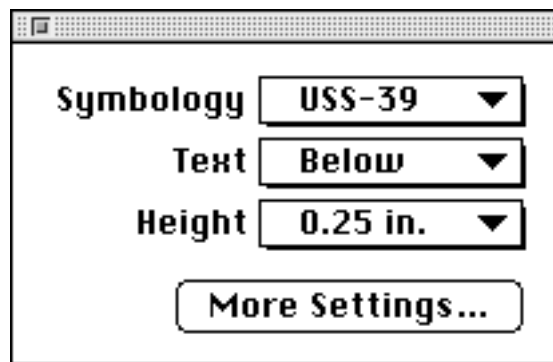 Symbology USS-39
Text Below
Height 0.25 in.
More Settings...